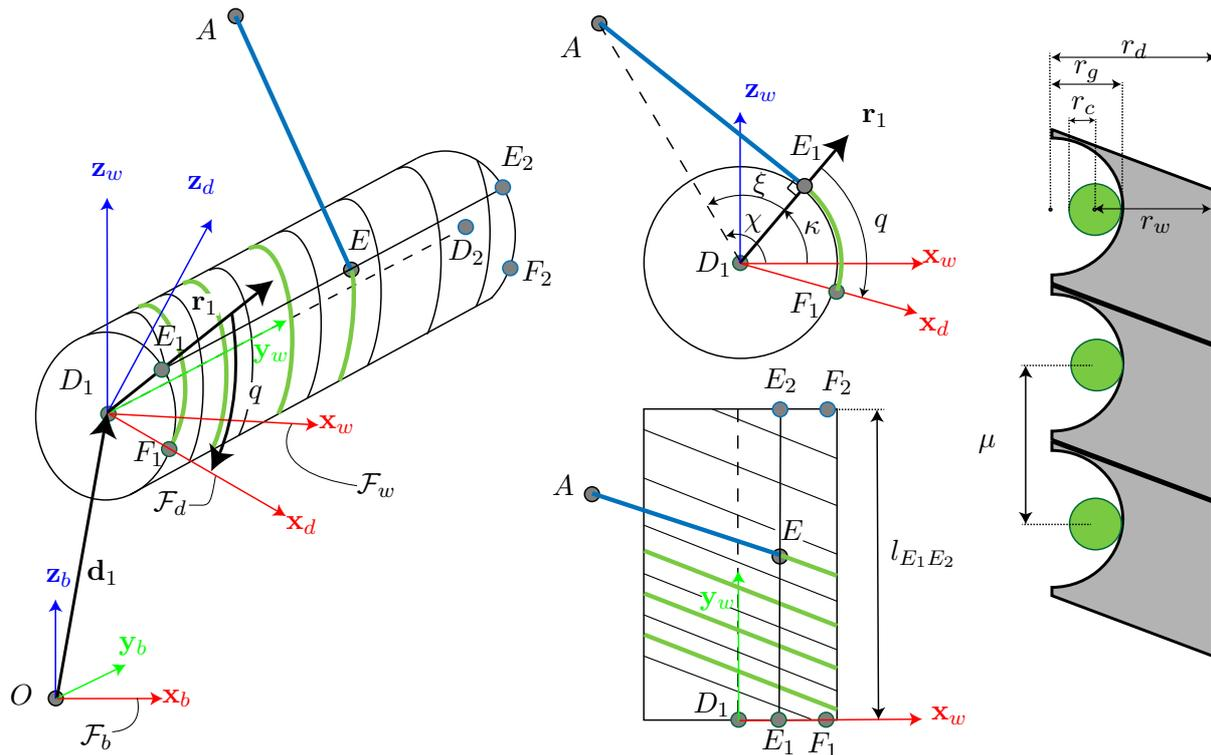 A
z_w
z_d
E_2
D_2
F_2
E
r_1
E_1
D_1
y_w
q
x_w
F_1
F_d
F_w
x_d
z_b
d_1
y_b
O
x_b
F_b
A
z_w
r_1
E_1
ξ
χ
κ
q
D_1
x_w
F_1
x_d
E_2
F_2
A
E
l_{E_1E_2}
y_w
D_1
x_w
E_1
F_1
r_d
r_g
r_c
r_w
μ